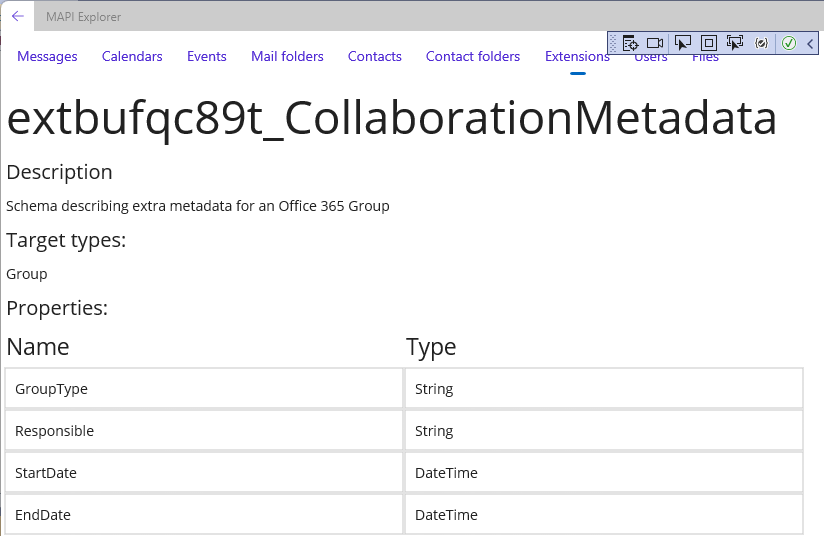 MAPI Explorer
Messages Calendars Events Mail folders Contacts Contact folders Extensions Users Files
extbufqc89t_CollaborationMetadata
Description
Schema describing extra metadata for an Office 365 Group
Target types:
Group
Properties:
Name Type
GroupType String
Responsible String
StartDate DateTime
EndDate DateTime